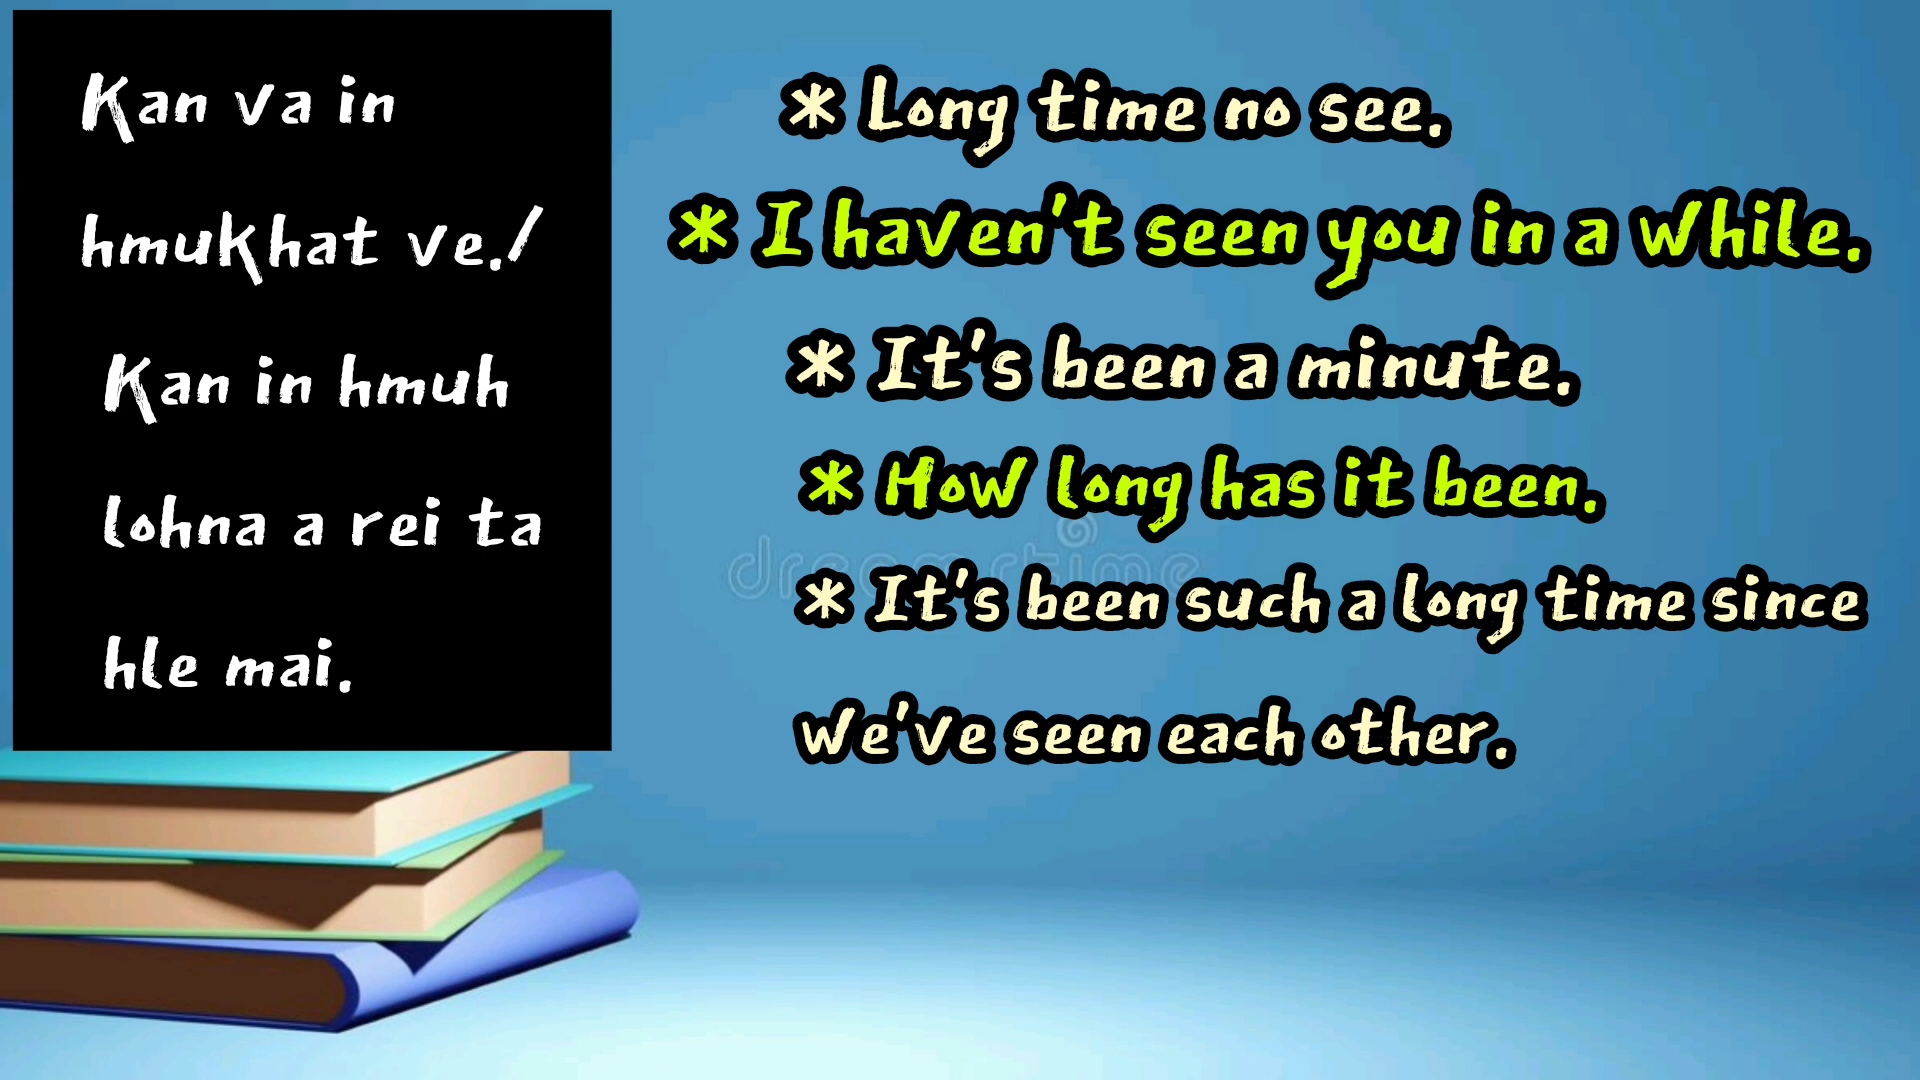 Kan va in
hmukhat ve./
Kan in hmuh
lohna a rei ta
hle mai.
* Long time no see.
* I haven't seen you in a while.
* It's been a minute.
* How long has it been.
* It's been such a long time since
we've seen each other.
dreamstime